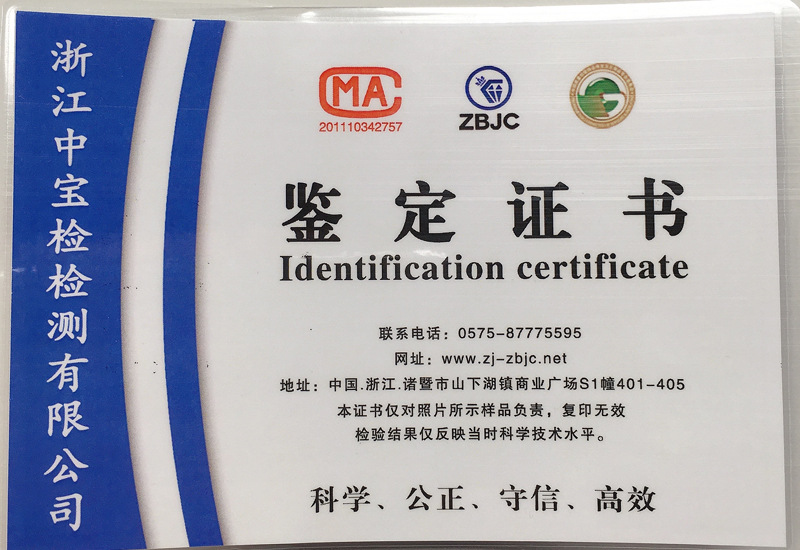 浙江中宝检检测有限公司
CMA
201110342757
ZBJC
鉴定证书
Identification certificate
联系电话：0575-87775595
网址：www.zj-zbjc.net
地址：中国.浙江.诸暨市山下湖镇商业广场S1幢401-405
本证书仅对照片所示样品负责，复印无效
检验结果仅反映当时科学技术水平。
科学、公正、守信、高效